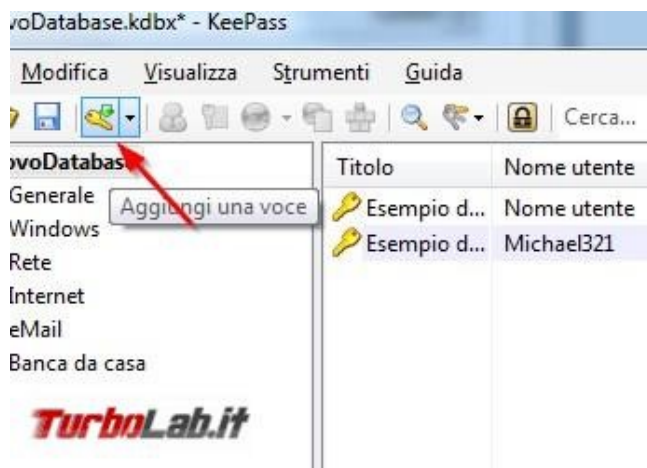 voDatabase.kdbx* - KeePass
Modifica Visualizza Strumenti Guida
Cerca...
ovoDatabase
Titolo Nome utente
Generale
Aggiungi una voce
Esempio d... Nome utente
Windows
Esempio d... Michael321
Rete
Internet
eMail
Banca da casa
TurboLab.it